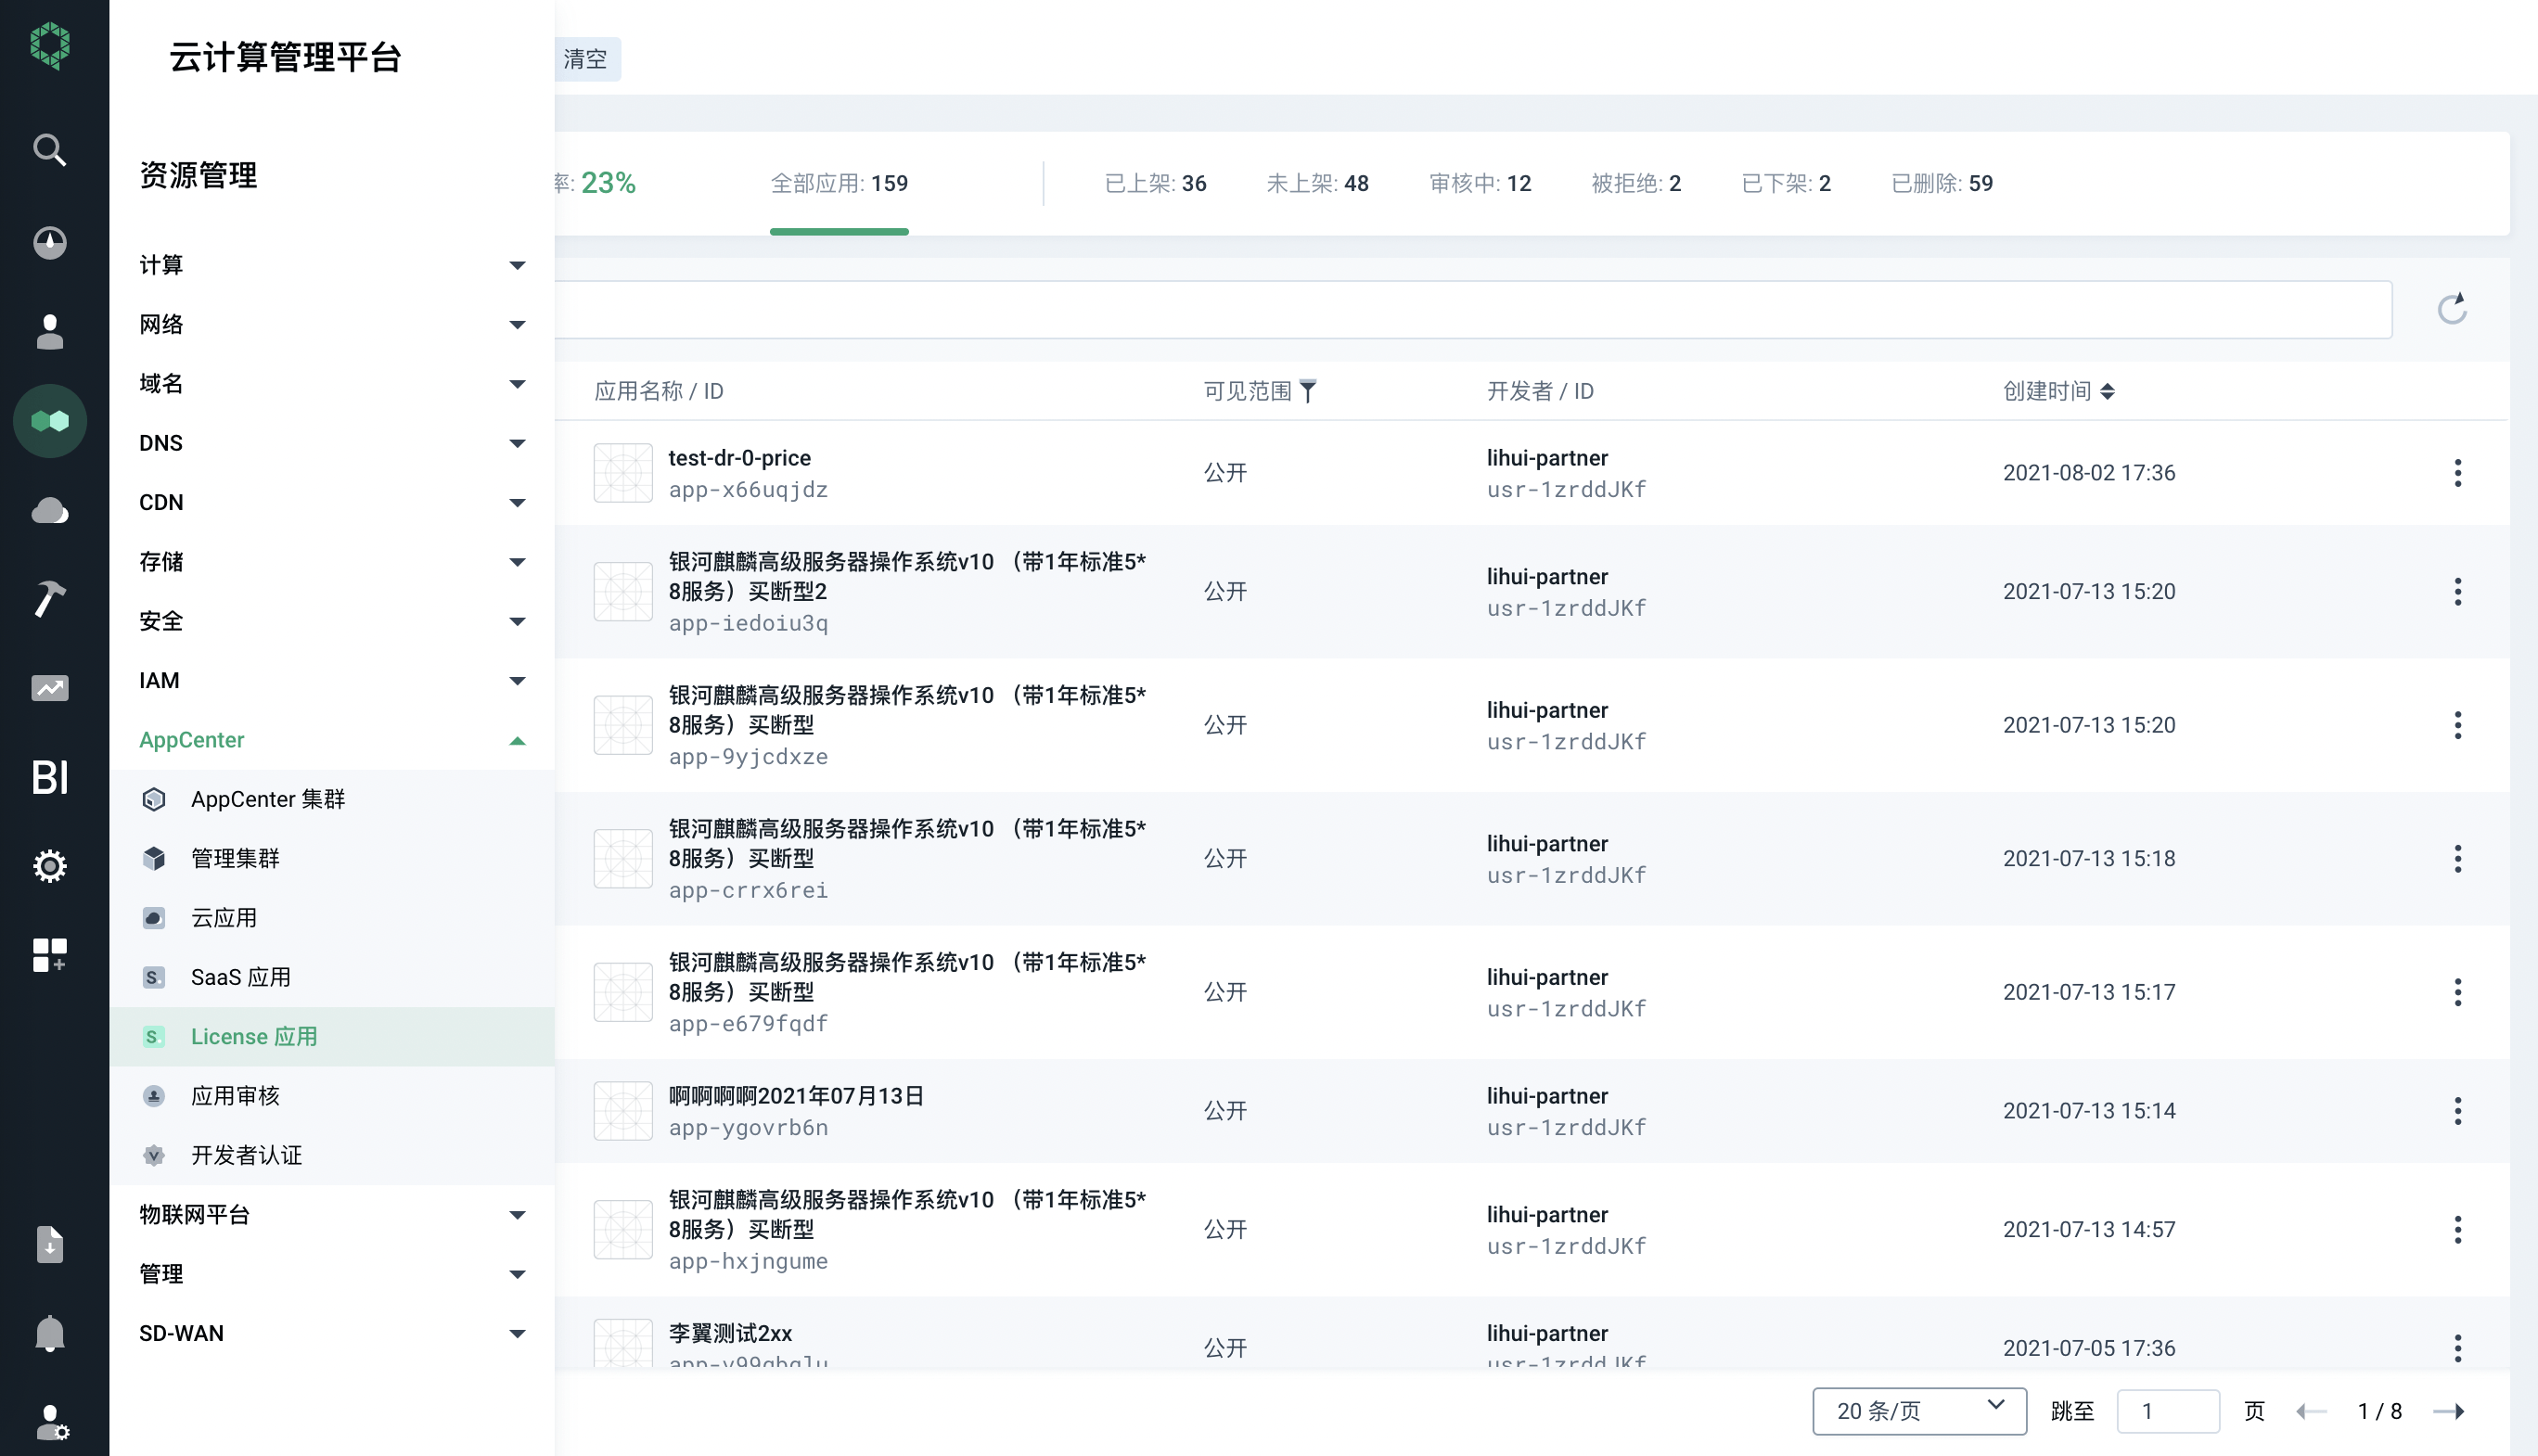 云计算管理平台
清空
资源管理
率: 23%
全部应用: 159
已上架: 36
未上架: 48
审核中: 12
被拒绝: 2
已下架: 2
已删除: 59
计算
网络
域名
DNS
CDN
存储
安全
IAM
AppCenter
AppCenter 集群
管理集群
云应用
S. SaaS 应用
S. License 应用
应用审核
V 开发者认证
物联网平台
管理
SD-WAN
BI
应用名称 / ID
可见范围
开发者 / ID
创建时间
test-dr-0-price
app-x66uqjdz
公开
lihui-partner
usr-1zrddJKf
2021-08-02 17:36
银河麒麟高级服务器操作系统v10 （带1年标准5*
8服务）买断型2
app-iedoiu3q
公开
lihui-partner
usr-1zrddJKf
2021-07-13 15:20
银河麒麟高级服务器操作系统v10 （带1年标准5*
8服务）买断型
app-9yjcdxze
公开
lihui-partner
usr-1zrddJKf
2021-07-13 15:20
银河麒麟高级服务器操作系统v10 （带1年标准5*
8服务）买断型
app-crrx6rei
公开
lihui-partner
usr-1zrddJKf
2021-07-13 15:18
银河麒麟高级服务器操作系统v10 （带1年标准5*
8服务）买断型
app-e679fqdf
公开
lihui-partner
usr-1zrddJKf
2021-07-13 15:17
啊啊啊啊2021年07月13日
app-ygovrb6n
公开
lihui-partner
usr-1zrddJKf
2021-07-13 15:14
银河麒麟高级服务器操作系统v10 （带1年标准5*
8服务）买断型
app-hxjngume
公开
lihui-partner
usr-1zrddJKf
2021-07-13 14:57
李翼测试2xx
公开
lihui-partner
usr-1zrddJKf
2021-07-05 17:36
20 条/页
跳至
1
页
1 / 8